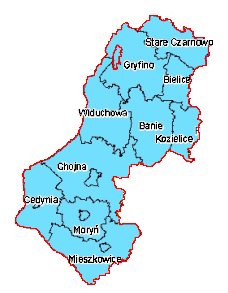 Stare Czarnowo
Gryfino
Bielice
Widuchowa
Banie
Kozielice
Chojna
Cedynia
Moryń
Mieszkowice